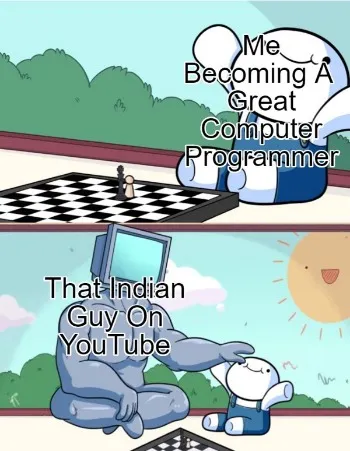 Me
Becoming A
Great
Computer
Programmer
That Indian
Guy On
YouTube